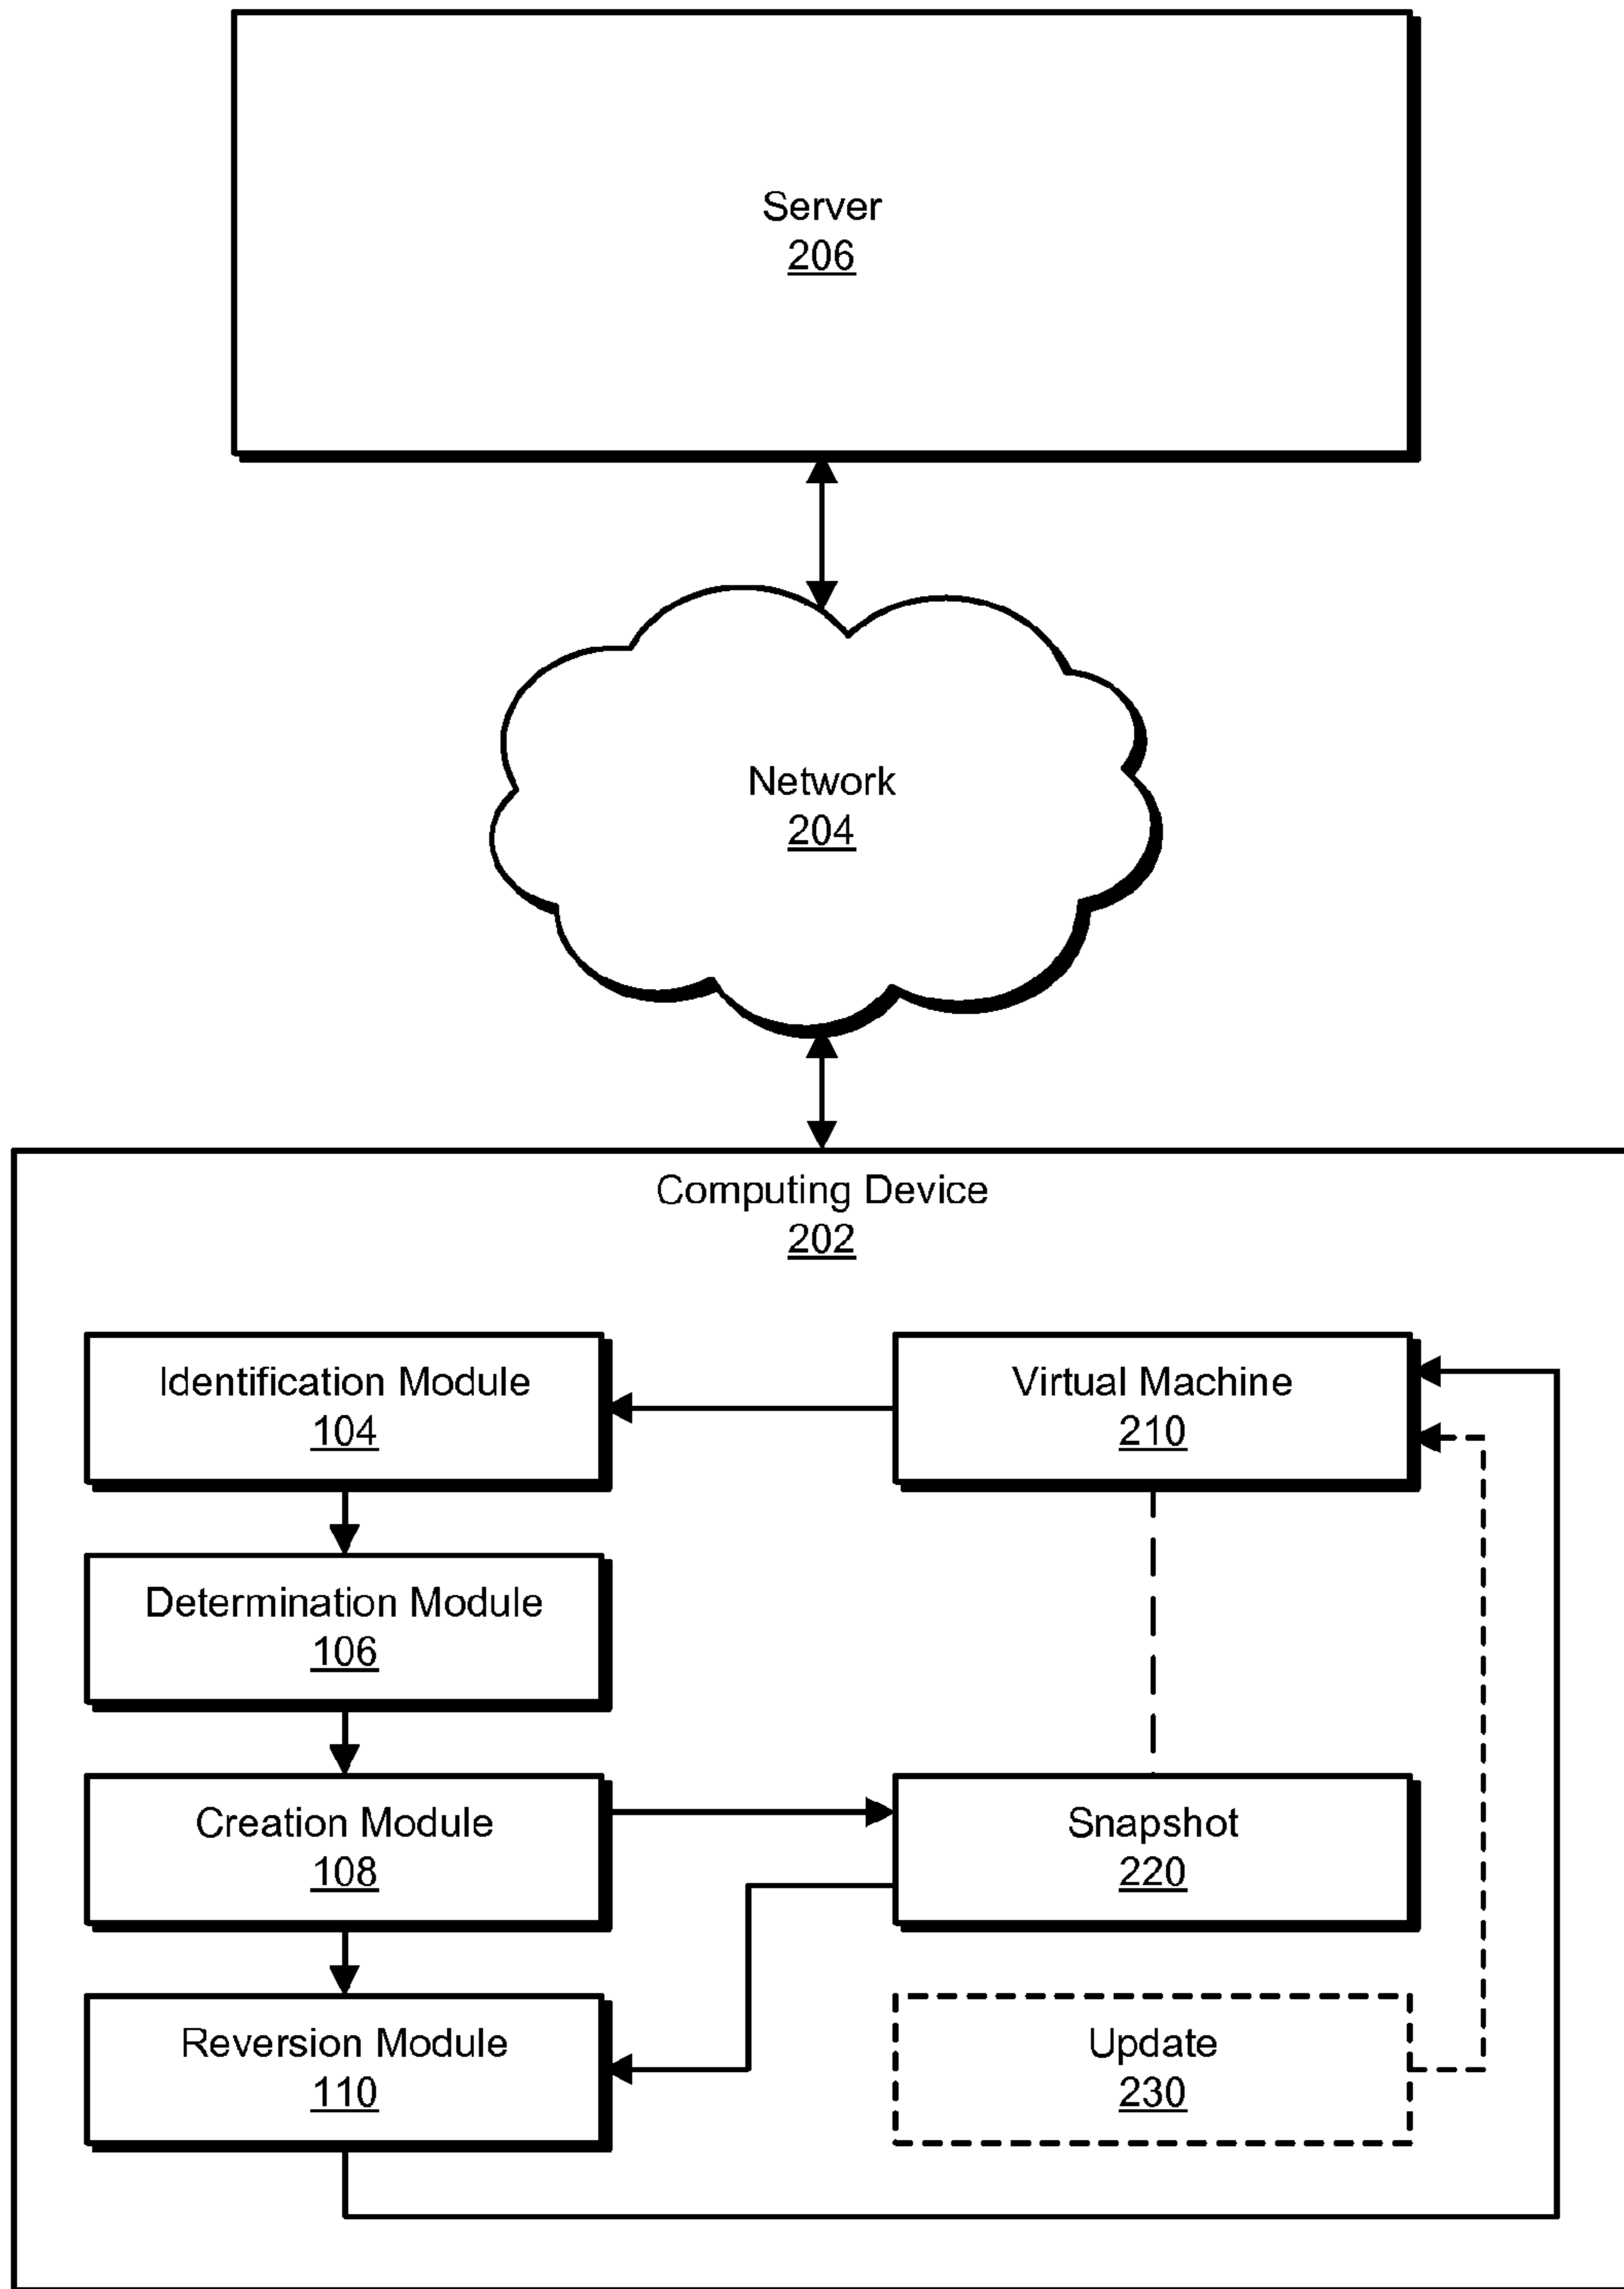 Server
206
Network
204
Computing Device
202
Identification Module
104
Virtual Machine
210
Determination Module
106
Creation Module
108
Snapshot
220
Reversion Module
110
Update
230